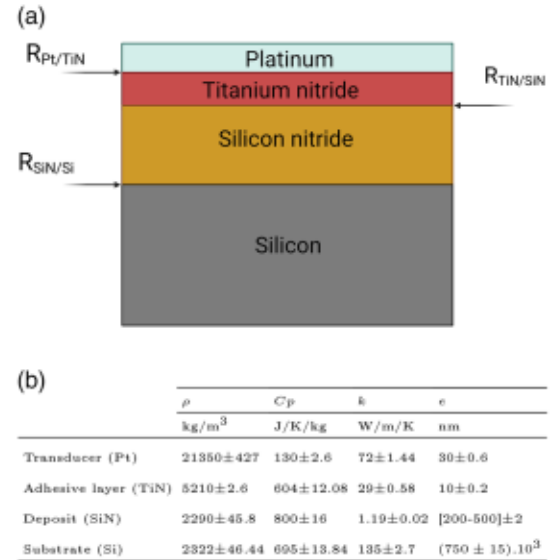 (a)
R_Pt/TiN
Platinum
Titanium nitride
R_TiN/SiN
Silicon nitride
R_SiN/Si
Silicon
(b)
ρ Cp k e
kg/m³ J/K/kg W/m/K nm
Transducer (Pt) 21350±427 130±2.6 72±1.44 30±0.6
Adhesive layer (TiN) 5210±2.6 604±12.08 29±0.58 10±0.2
Deposit (SiN) 2290±45.8 800±16 1.19±0.02 [200-500]±2
Substrate (Si) 2322±46.44 695±13.84 135±2.7 (750 ± 15).10³